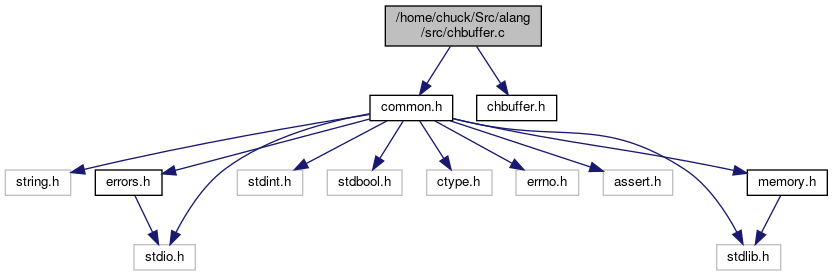 /home/chuck/Src/alang
/src/chbuffer.c
common.h
chbuffer.h
string.h
errors.h
stdint.h
stdbool.h
ctype.h
errno.h
assert.h
memory.h
stdio.h
stdlib.h